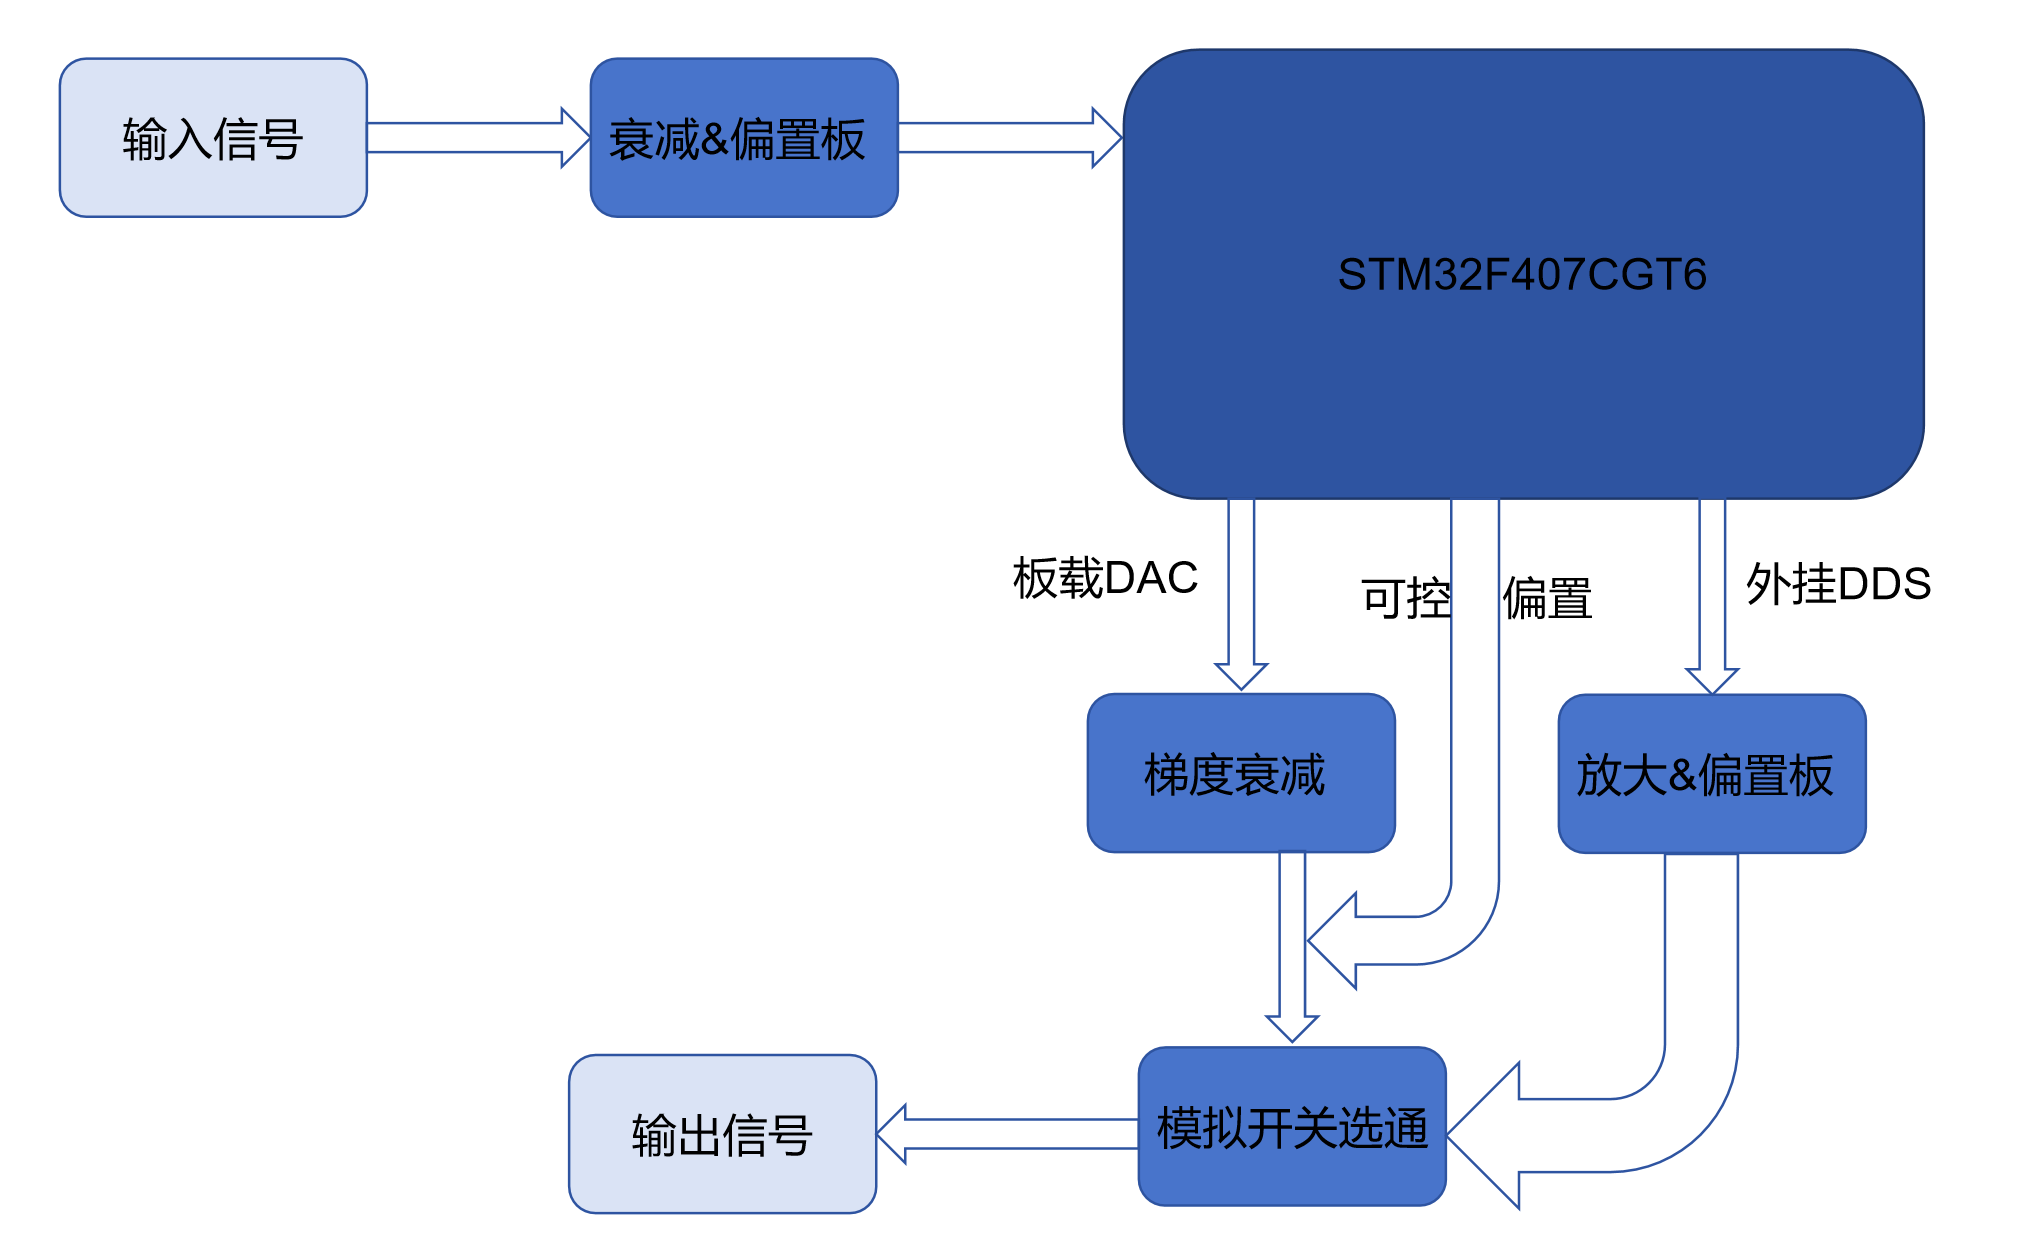 输入信号
衰减&偏置板
STM32F407CGT6
板载DAC
可控
偏置
外挂DDS
梯度衰减
放大&偏置板
输出信号
模拟开关选通